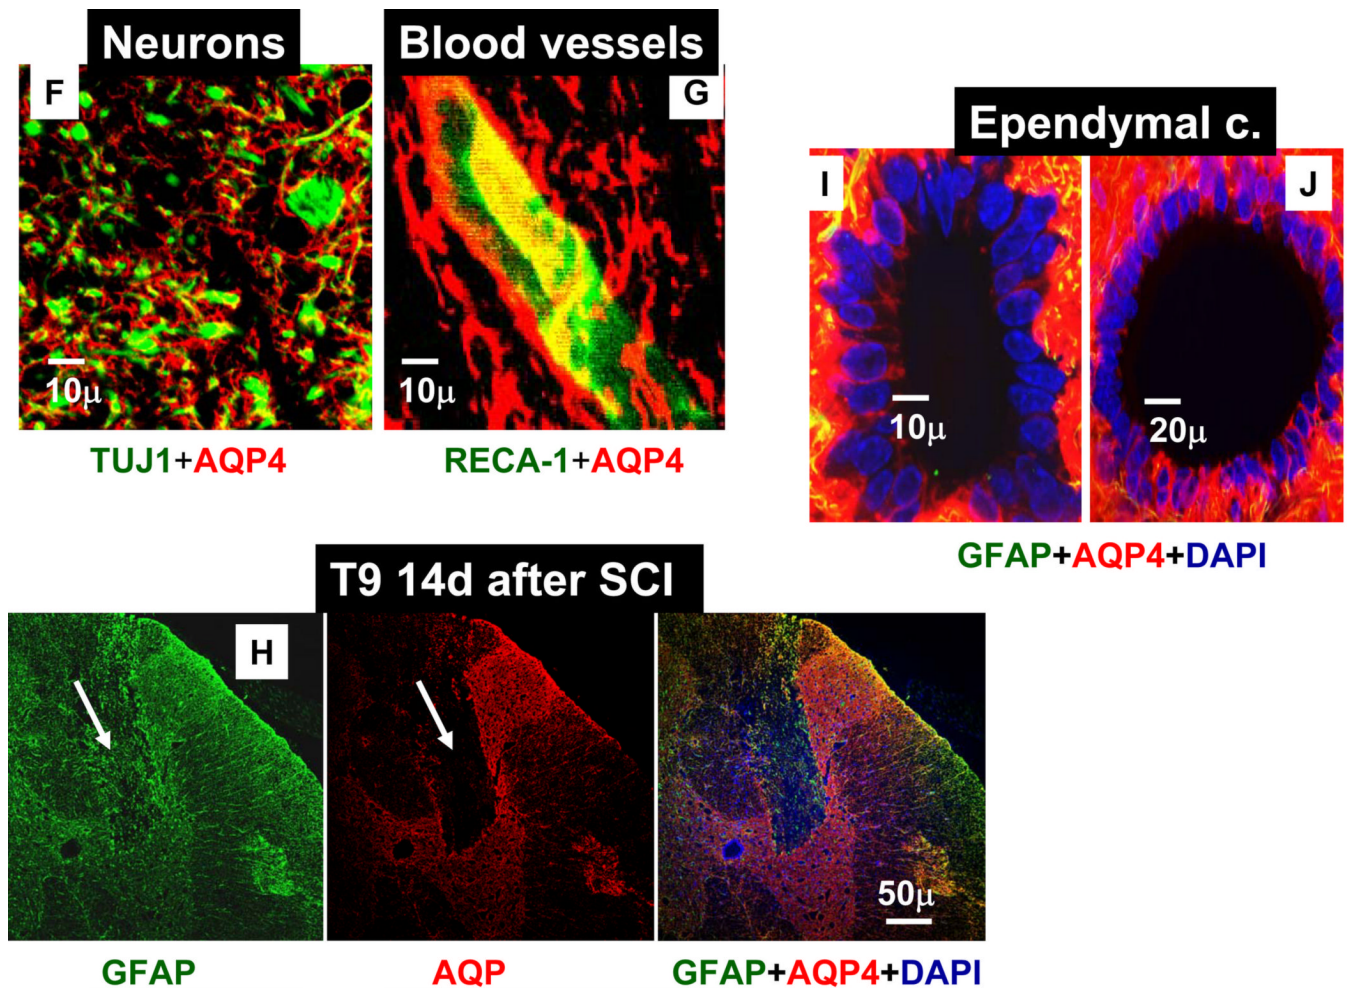 Neurons
Blood vessels
F
G
10μ
10μ
TUJ1+AQP4
RECA-1+AQP4
Ependymal c.
I
J
10μ
20μ
GFAP+AQP4+DAPI
T9 14d after SCI
H
50μ
GFAP
AQP
GFAP+AQP4+DAPI